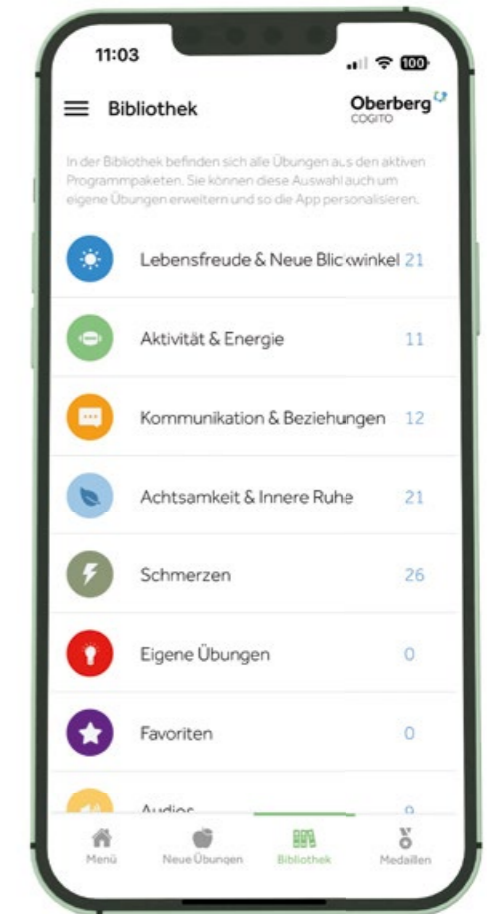 11:03
100
Bibliothek
Oberberg
COGITO
In der Bibliothek befinden sich alle Übungen aus den aktiven
Programmpaketen. Sie können diese Auswahl auch um
eigene Übungen erweitern und so die App personalisieren.
Lebensfreude & Neue Blickwinkel 21
Aktivität & Energie 11
Kommunikation & Beziehungen 12
Achtsamkeit & Innere Ruhe 21
Schmerzen 26
Eigene Übungen 0
Favoriten 0
Audios 9
Menü
Neue Übungen
Bibliothek
Medaillen